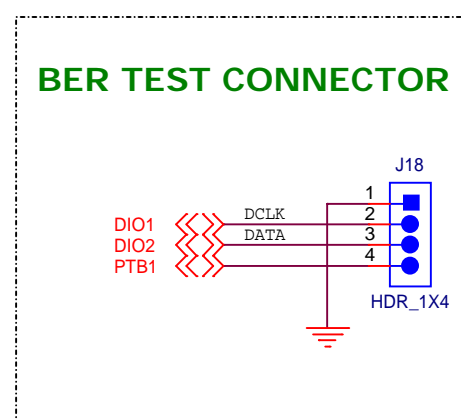 BER TEST CONNECTOR
J18
1
DIO1 DCLK 2
DIO2 DATA 3
PTB1 4
HDR_1X4